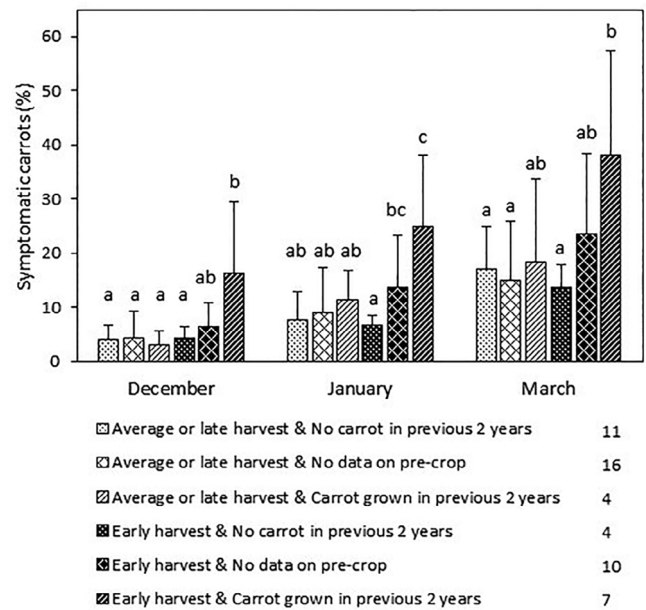 Symptomatic carrots (%)
60
50
40
30
20
10
0
a a a a ab b
ab ab ab a bc c
a a ab a ab b
December January March
Average or late harvest & No carrot in previous 2 years 11
Average or late harvest & No data on pre-crop 16
Average or late harvest & Carrot grown in previous 2 years 4
Early harvest & No carrot in previous 2 years 4
Early harvest & No data on pre-crop 10
Early harvest & Carrot grown in previous 2 years 7